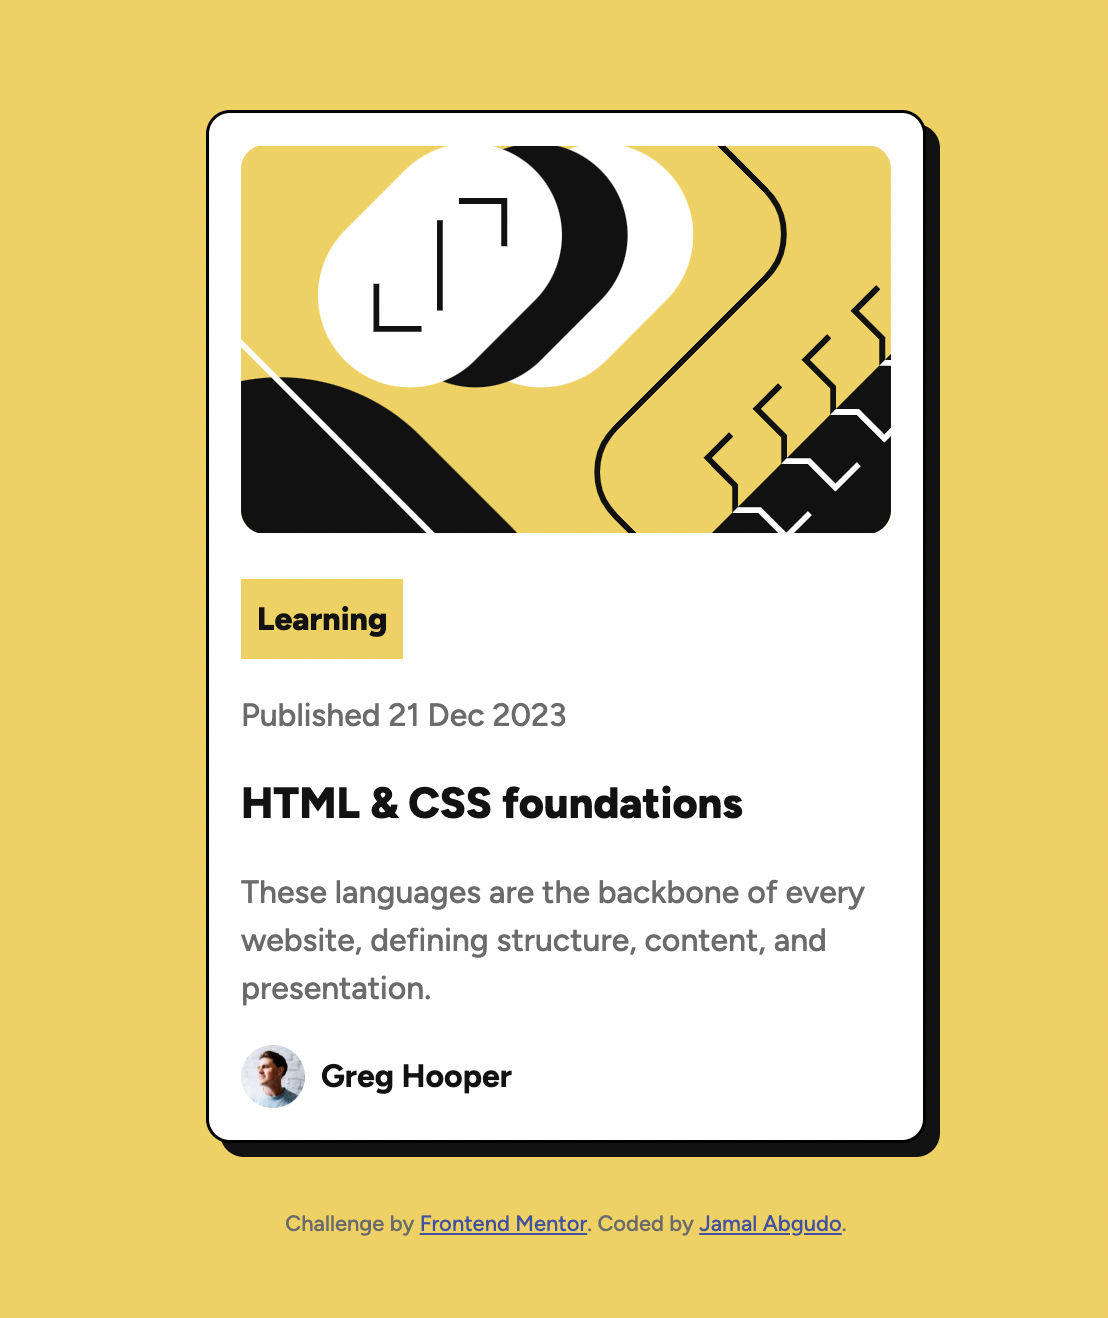 Learning
Published 21 Dec 2023
HTML & CSS foundations
These languages are the backbone of every
website, defining structure, content, and
presentation.
Greg Hooper
Challenge by Frontend Mentor. Coded by Jamal Abgudo.